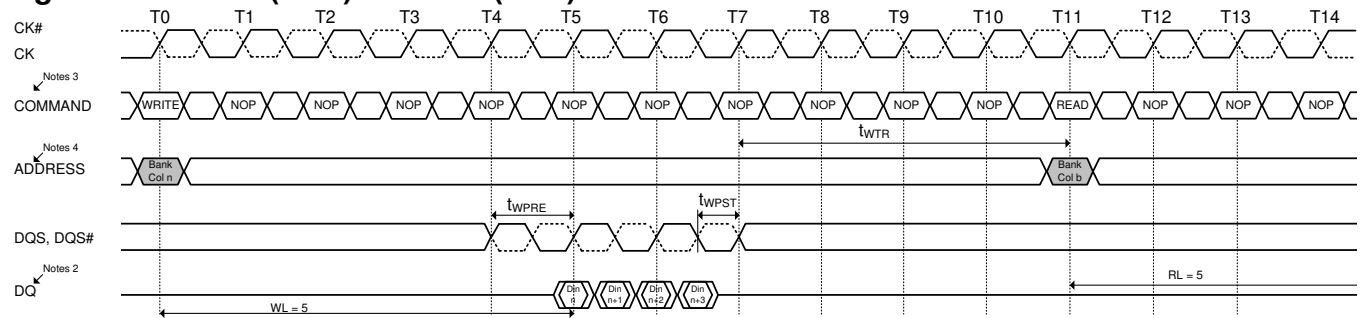 T0 T1 T2 T3 T4 T5 T6 T7 T8 T9 T10 T11 T12 T13 T14
CK#
CK
Notes 3
COMMAND WRITE NOP NOP NOP NOP NOP NOP NOP NOP NOP NOP READ NOP NOP NOP
tWTR
Notes 4
ADDRESS Bank Col n Bank Col b
tWPRE tWPST
DQS, DQS#
Notes 2
DQ Din n Din n+1 Din n+2 Din n+3
RL = 5
WL = 5